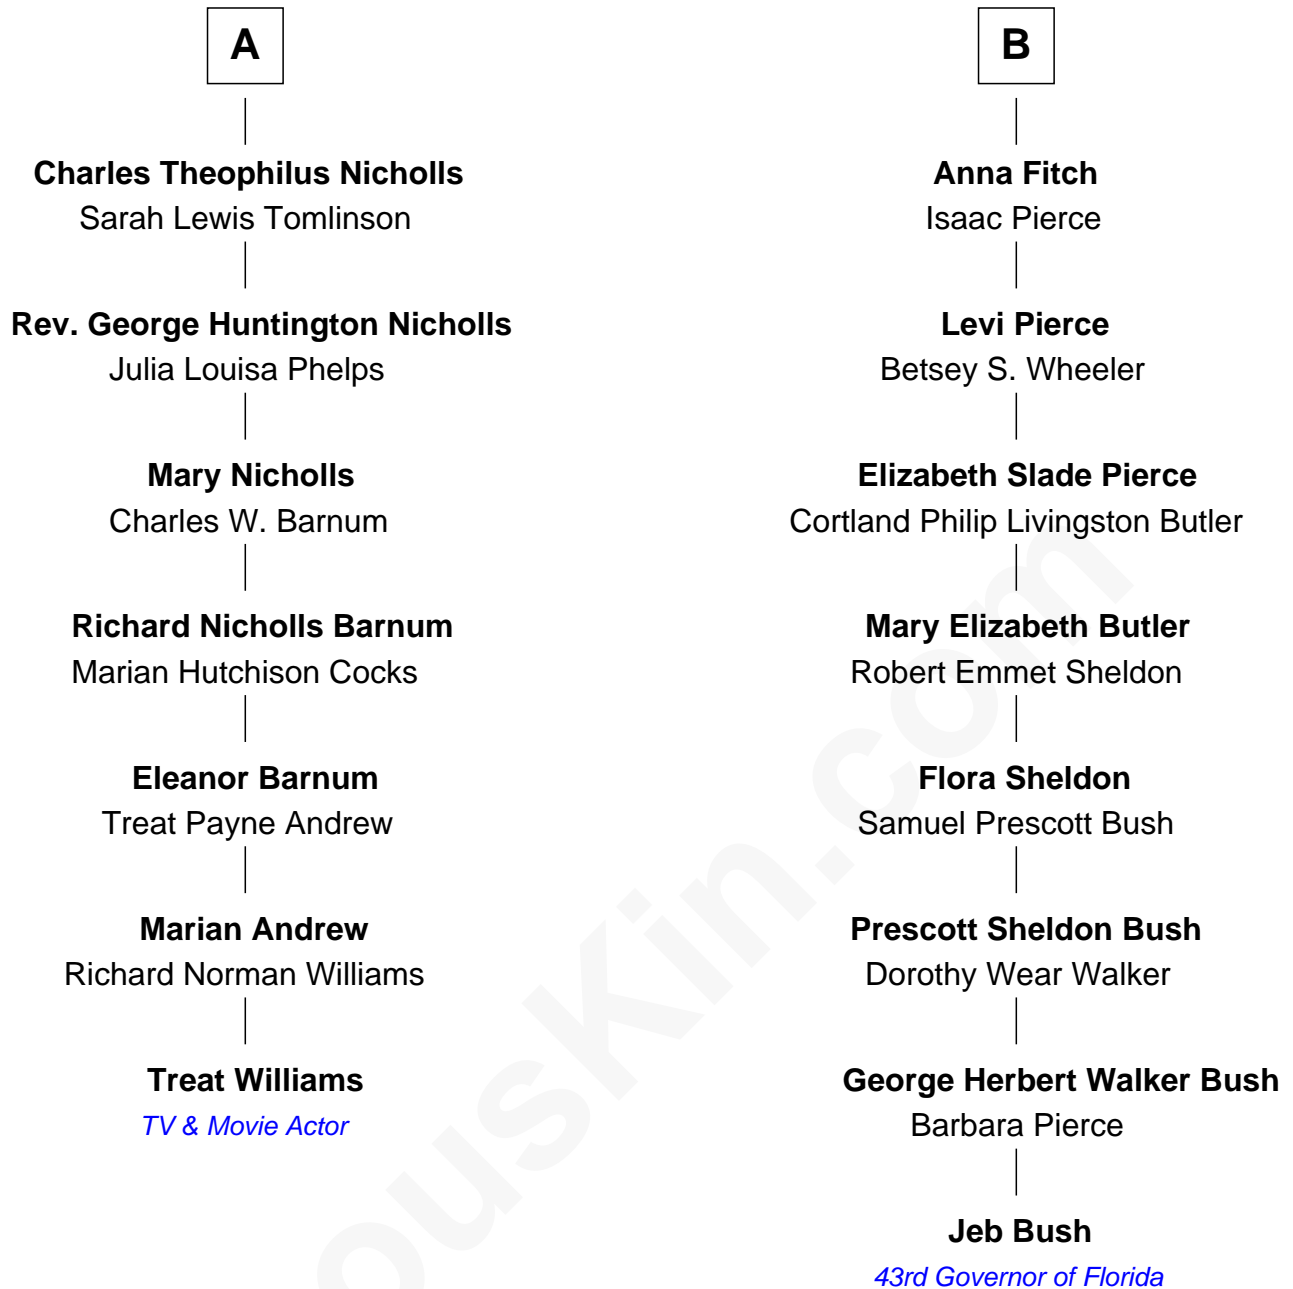 A
Charles Theophilus Nicholls
Sarah Lewis Tomlinson
Rev. George Huntington Nicholls
Julia Louisa Phelps
Mary Nicholls
Charles W. Barnum
Richard Nicholls Barnum
Marian Hutchison Cocks
Eleanor Barnum
Treat Payne Andrew
Marian Andrew
Richard Norman Williams
Treat Williams
TV & Movie Actor
B
Anna Fitch
Isaac Pierce
Levi Pierce
Betsey S. Wheeler
Elizabeth Slade Pierce
Cortland Philip Livingston Butler
Mary Elizabeth Butler
Robert Emmet Sheldon
Flora Sheldon
Samuel Prescott Bush
Prescott Sheldon Bush
Dorothy Wear Walker
George Herbert Walker Bush
Barbara Pierce
Jeb Bush
43rd Governor of Florida
ousKin.com